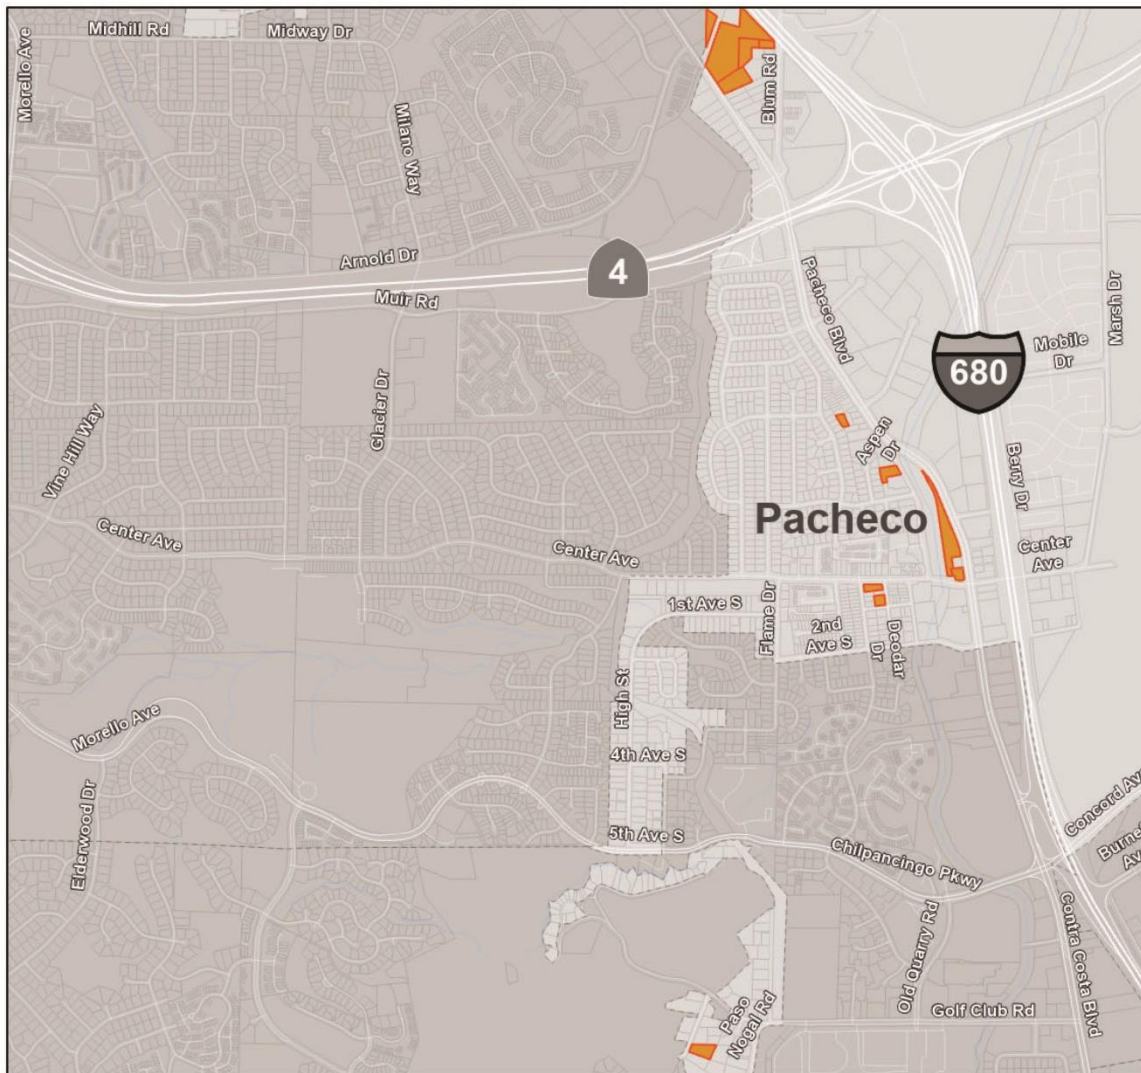 Midhill Rd
Midway Dr
Morello Ave
Milano Way
Blum Rd
Arnold Dr
4
Muir Rd
Pacheco Blvd
Marsh Dr
Mobile
Dr
680
Glacier Dr
Vine Hill Way
Aspen
Dr
Berry Dr
Pacheco
Center Ave
Center Ave
Center
Ave
1st Ave S
Flame Dr
2nd
Ave S
Deodar
Dr
High St
Morello Ave
4th Ave S
Elderwood Dr
5th Ave S
Chilpancingo Pkwy
Concord Av
Burne
Av
Old Quarry Rd
Contra Costa Blvd
Paso
Nogal Rd
Golf Club Rd